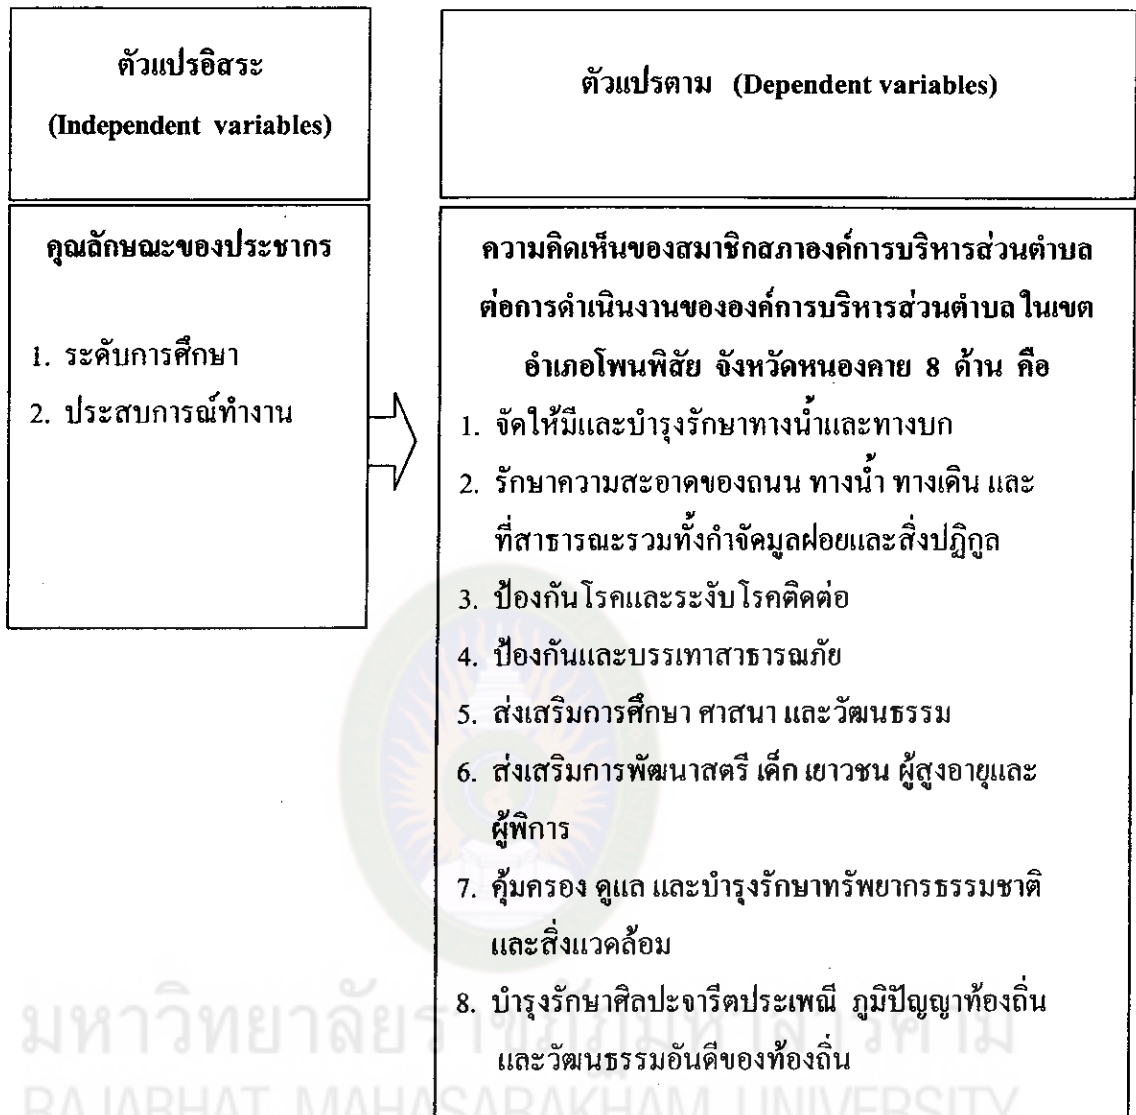 ตัวแปรอิสระ
(Independent variables)
ตัวแปรตาม (Dependent variables)
คุณลักษณะของประชากร
1. ระดับการศึกษา
2. ประสบการณ์ทำงาน
ความคิดเห็นของสมาชิกสภาองค์การบริหารส่วนตำบล
ต่อการดำเนินงานขององค์การบริหารส่วนตำบล ในเขต
อำเภอโพนพิสัย จังหวัดหนองคาย 8 ด้าน คือ
1. จัดให้มีและบำรุงรักษาทางน้ำและทางบก
2. รักษาความสะอาดของถนน ทางน้ำ ทางเดิน และ
ที่สาธารณะรวมทั้งกำจัดมูลฝอยและสิ่งปฏิกูล
3. ป้องกันโรคและระงับโรคติดต่อ
4. ป้องกันและบรรเทาสาธารณภัย
5. ส่งเสริมการศึกษา ศาสนา และวัฒนธรรม
6. ส่งเสริมการพัฒนาสตรี เด็ก เยาวชน ผู้สูงอายุและ
ผู้พิการ
7. คุ้มครอง ดูแล และบำรุงรักษาทรัพยากรธรรมชาติ
และสิ่งแวดล้อม
8. บำรุงรักษาศิลปะจารีตประเพณี ภูมิปัญญาท้องถิ่น
และวัฒนธรรมอันดีของท้องถิ่น
มหาวิทยาลัยราชภัฏมหาสารคาม
RAJABHAT MAHASARAKHAM UNIVERSITY